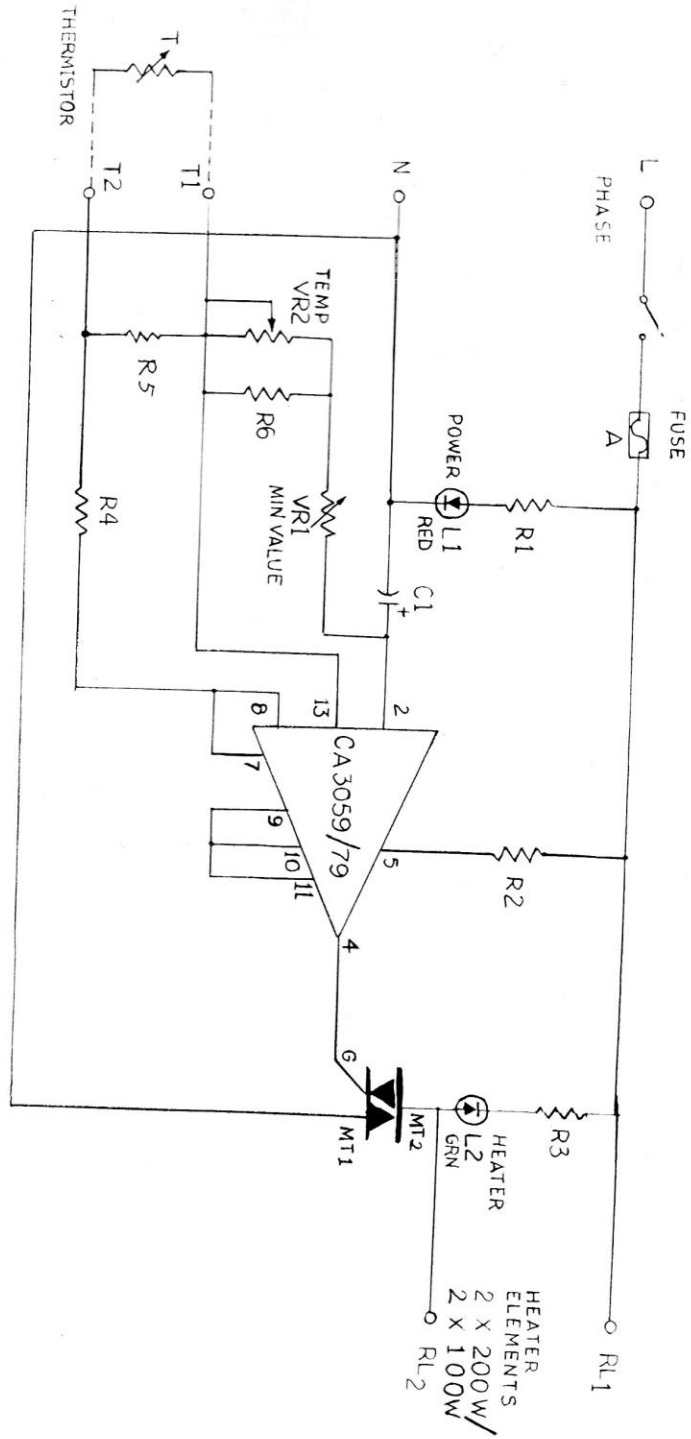 L
PHASE
FUSE
A
RL1
R1
POWER
L1
RED
R2
R3
HEATER
L2
GRN
HEATER
ELEMENTS
2 X 200W/
2 X 100W
RL2
N
C1
+
2
13
8
7
9
10
11
5
4
CA3059/79
G
MT2
MT1
TEMP
VR2
R6
VR1
MIN VALUE
T1
R5
T
T2
R4
THERMISTOR